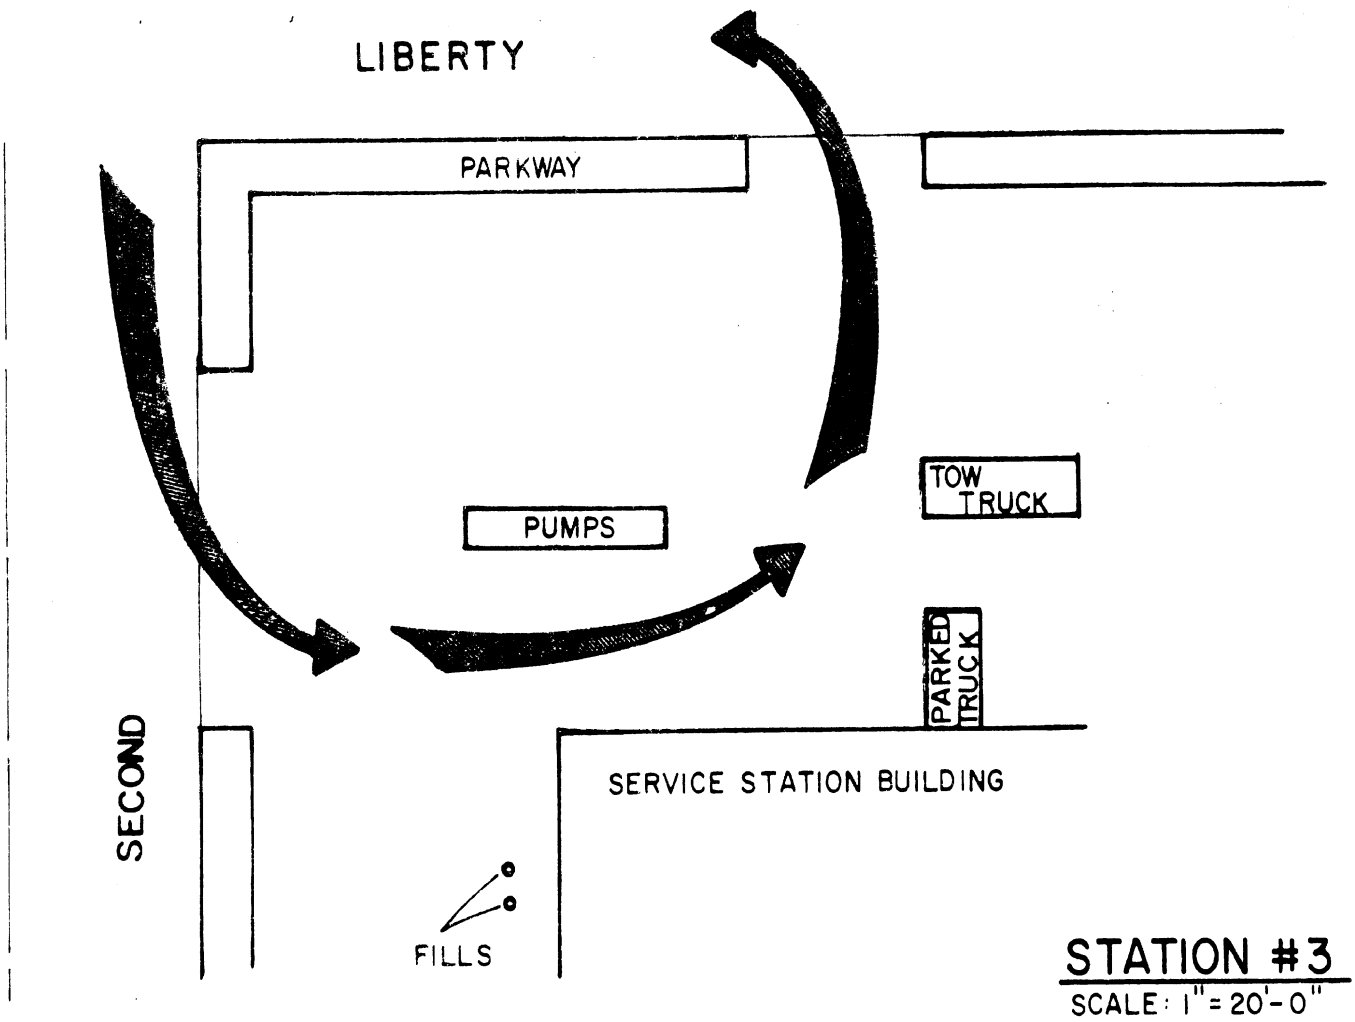 LIBERTY
PARKWAY
TOW
TRUCK
PUMPS
PARKED
TRUCK
SECOND
SERVICE STATION BUILDING
FILLS
STATION #3
SCALE: 1"=20'-0"